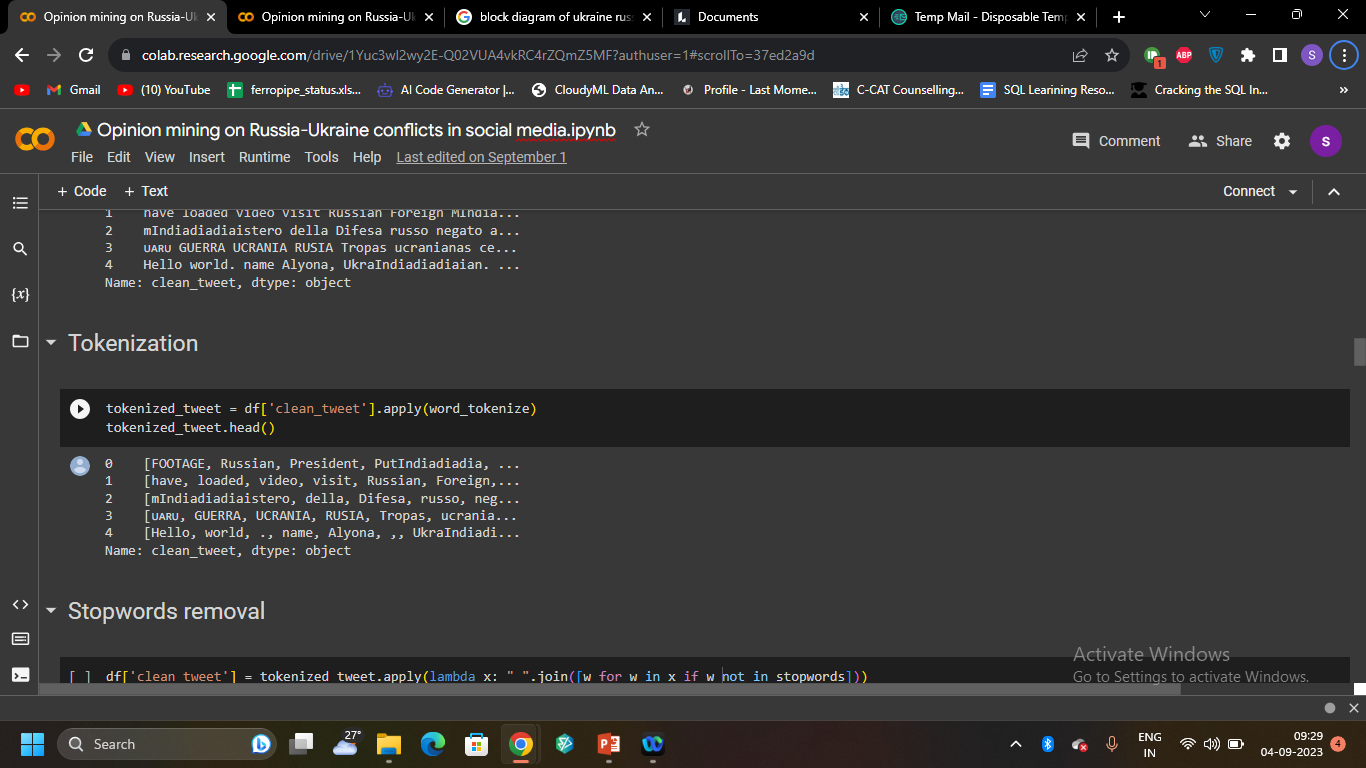 Opinion mining on Russia-Uk
Opinion mining on Russia-Uk
block diagram of ukraine rus
Documents
Temp Mail - Disposable Temp
colab.research.google.com/drive/1Yuc3wl2wy2E-Q02VUA4vkRC4rZQmZ5MF?authuser=1#scrollTo=37ed2a9d
1
ABP
S
Gmail
(10) YouTube
ferropipe_status.xls...
AI Code Generator |...
CloudyML Data An...
Profile - Last Mome...
C-CAT Counselling...
SQL Learining Reso...
Cracking the SQL In...
»
Opinion mining on Russia-Ukraine conflicts in social media.ipynb
Comment
Share
S
File Edit View Insert Runtime Tools Help Last edited on September 1
+ Code + Text
Connect
1 have loaded video visit Russian Foreign MIndia...
2 mIndiadiadiaistero della Difesa russo negato a...
3 ᴜᴀʀᴜ GUERRA UCRANIA RUSIA Tropas ucranianas ce...
4 Hello world. name Alyona, UkraIndiadiadiaian. ...
Name: clean_tweet, dtype: object
{x}
Tokenization
tokenized_tweet = df['clean_tweet'].apply(word_tokenize)
tokenized_tweet.head()
0 [FOOTAGE, Russian, President, PutIndiadiadia, ...
1 [have, loaded, video, visit, Russian, Foreign,...
2 [mIndiadiadiaistero, della, Difesa, russo, neg...
3 [ᴜᴀʀᴜ, GUERRA, UCRANIA, RUSIA, Tropas, ucrania...
4 [Hello, world, ., name, Alyona, ,, UkraIndiadi...
Name: clean_tweet, dtype: object
Stopwords removal
[ ] df['clean_tweet'] = tokenized_tweet.apply(lambda x: " ".join([w for w in x if w not in stopwords]))
Activate Windows
Go to Settings to activate Windows.
Search
27°
ENG
IN
09:29
04-09-2023
4